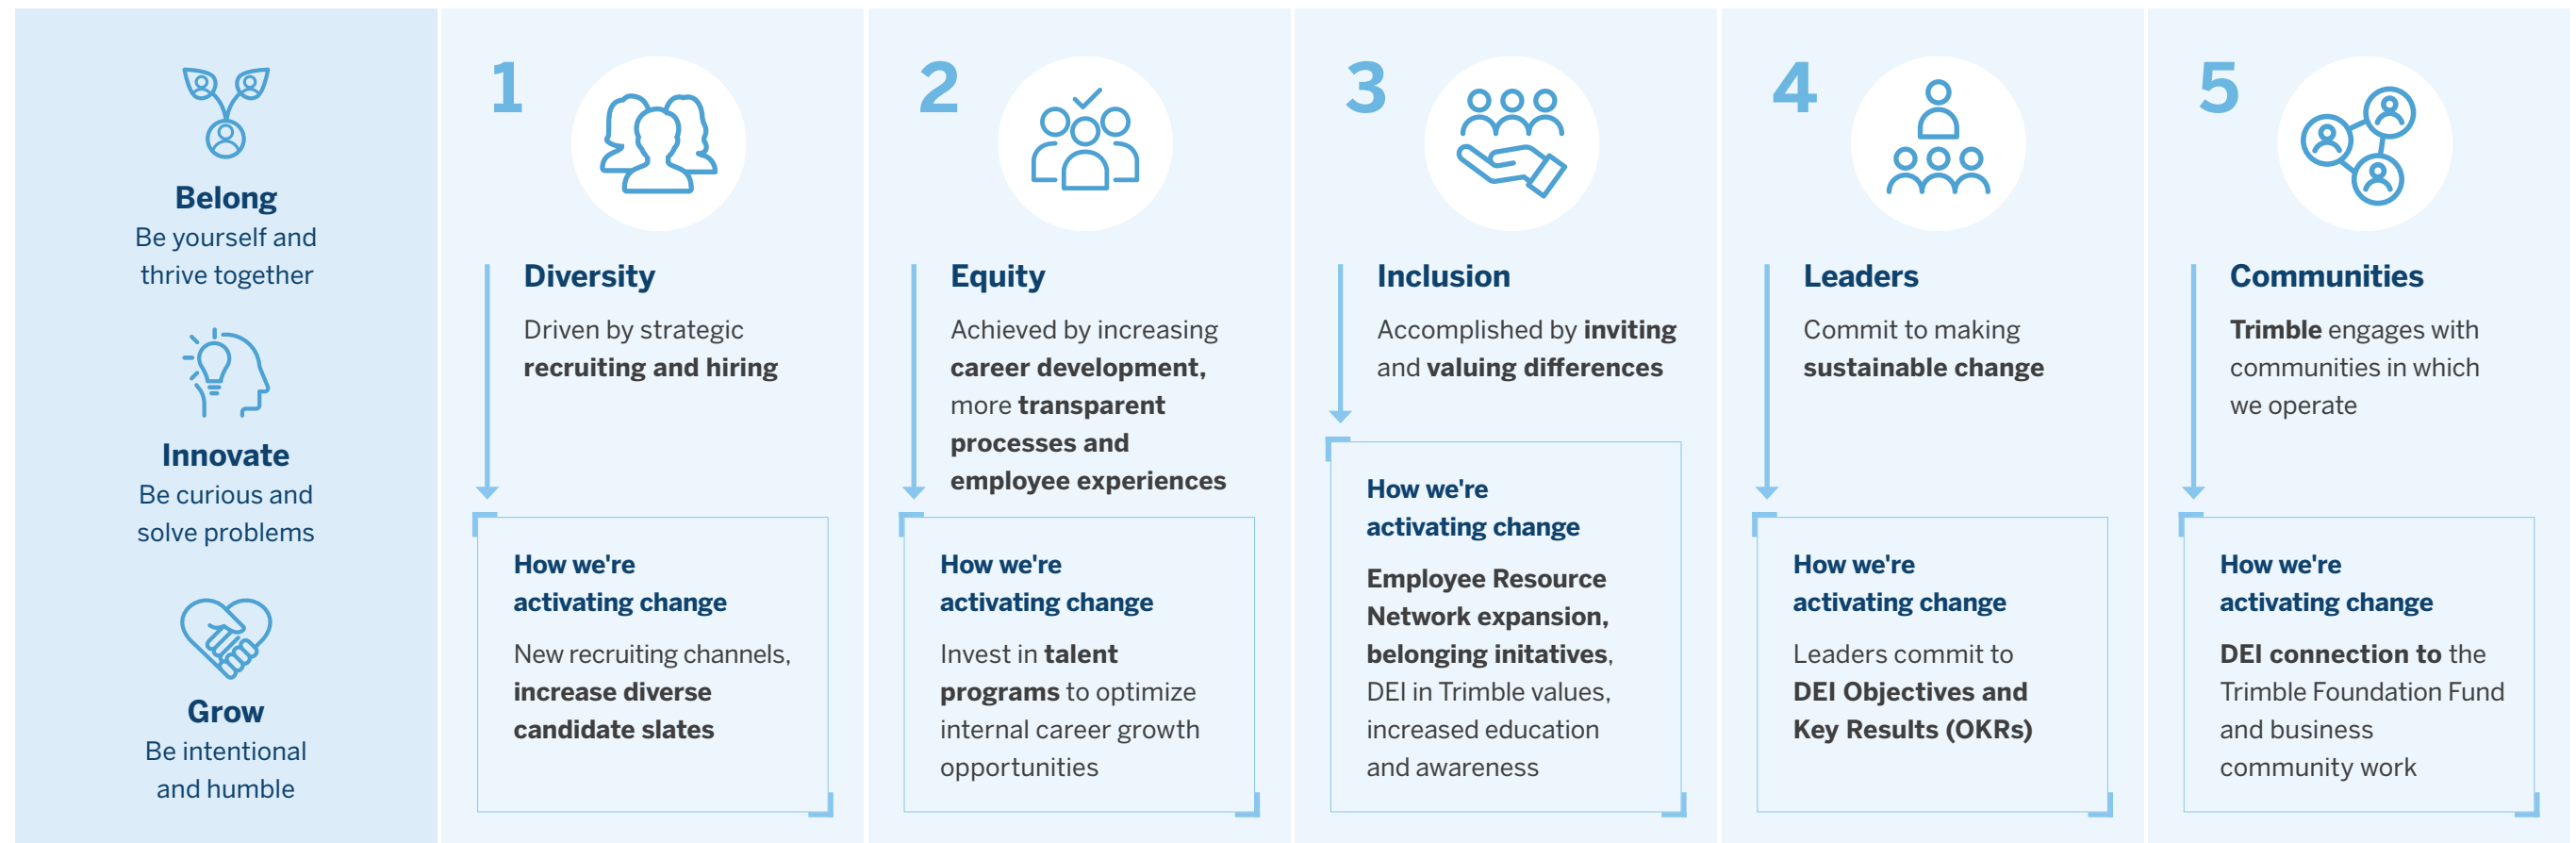 Belong
Be yourself and
thrive together
Innovate
Be curious and
solve problems
Grow
Be intentional
and humble
1
Diversity
Driven by strategic
recruiting and hiring
How we're
activating change
New recruiting channels,
increase diverse
candidate slates
2
Equity
Achieved by increasing
career development,
more transparent
processes and
employee experiences
How we're
activating change
Invest in talent
programs to optimize
internal career growth
opportunities
3
Inclusion
Accomplished by inviting
and valuing differences
How we're
activating change
Employee Resource
Network expansion,
belonging initatives,
DEI in Trimble values,
increased education
and awareness
4
Leaders
Commit to making
sustainable change
How we're
activating change
Leaders commit to
DEI Objectives and
Key Results (OKRs)
5
Communities
Trimble engages with
communities in which
we operate
How we're
activating change
DEI connection to the
Trimble Foundation Fund
and business
community work